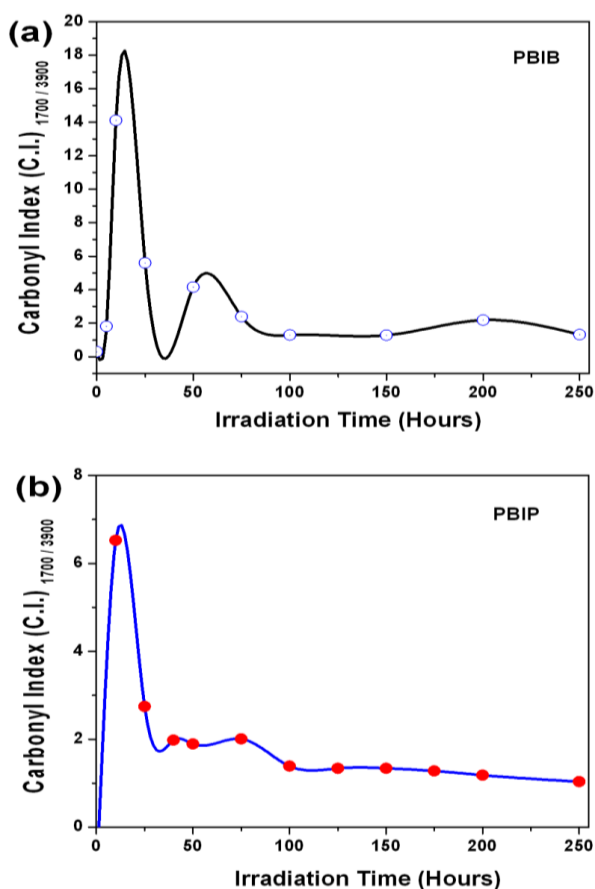 (a)
PBIB
Carbonyl Index (C.I.) 1700 / 3900
20
18
16
14
12
10
8
6
4
2
0
0 50 100 150 200 250
Irradiation Time (Hours)
(b)
PBIP
Carbonyl Index (C.I.) 1700 / 3900
8
6
4
2
0
0 50 100 150 200 250
Irradiation Time (Hours)